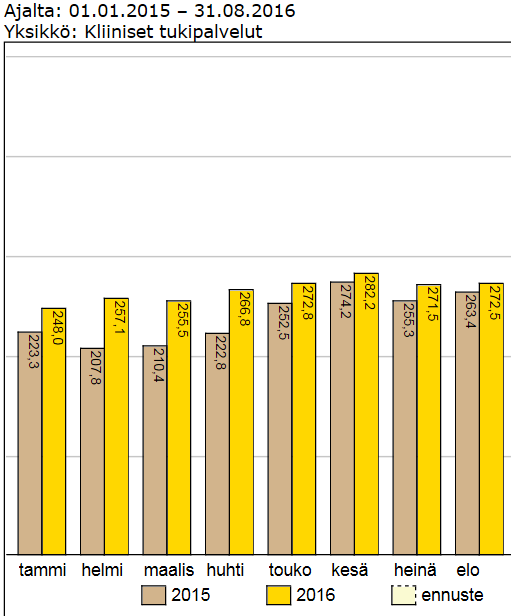 Ajalta: 01.01.2015 – 31.08.2016
Yksikkö: Kliiniset tukipalvelut
223,3 248,0 207,8 257,1 210,4 255,5 222,8 266,8 252,5 272,8 274,2 282,2 255,3 271,5 263,4 272,5
tammi helmi maalis huhti touko kesä heinä elo
2015 2016 ennuste